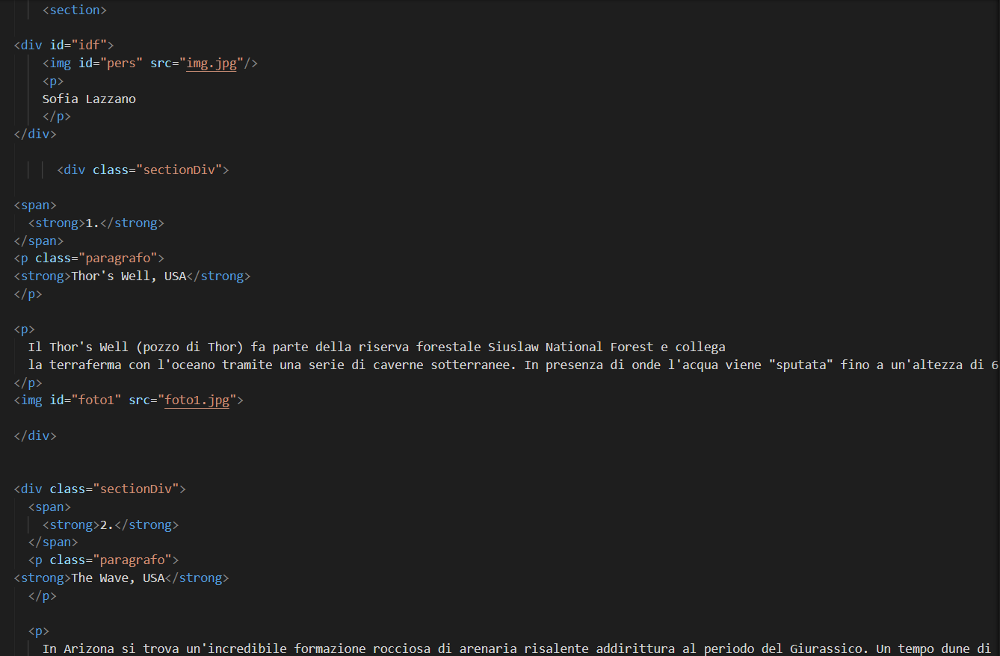 <section>
<div id="idf">
<img id="pers" src="img.jpg"/>
<p>
Sofia Lazzano
</p>
</div>
<div class="sectionDiv">
<span>
<strong>1.</strong>
</span>
<p class="paragrafo">
<strong>Thor's Well, USA</strong>
</p>
<p>
Il Thor's Well (pozzo di Thor) fa parte della riserva forestale Siuslaw National Forest e collega
la terraferma con l'oceano tramite una serie di caverne sotterranee. In presenza di onde l'acqua viene "sputata" fino a un'altezza di 6
</p>
<img id="foto1" src="foto1.jpg">
</div>
<div class="sectionDiv">
<span>
<strong>2.</strong>
</span>
<p class="paragrafo">
<strong>The Wave, USA</strong>
</p>
<p>
In Arizona si trova un'incredibile formazione rocciosa di arenaria risalente addirittura al periodo del Giurassico. Un tempo dune di